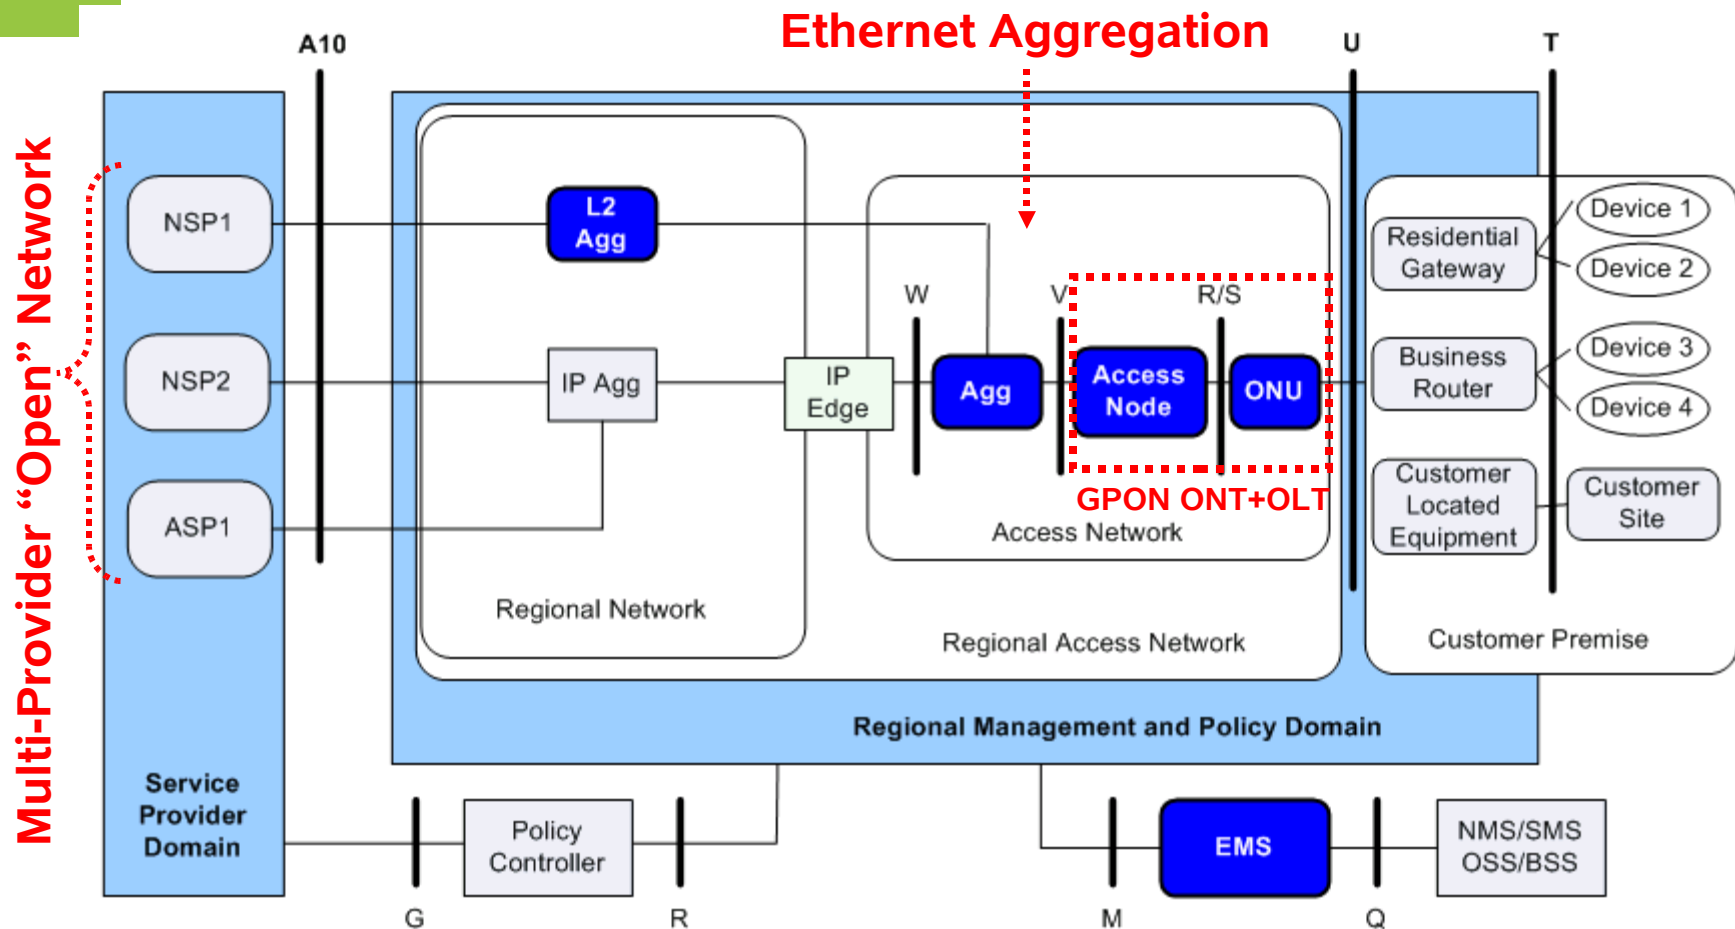 Ethernet Aggregation
A10
U
T
Multi-Provider “Open” Network
NSP1
L2
Agg
Device 1
Residential
Gateway
Device 2
W
V
R/S
NSP2
IP Agg
IP
Edge
Agg
Access
Node
ONU
Business
Router
Device 3
Device 4
GPON ONT+OLT
Customer
Located
Equipment
Customer
Site
ASP1
Access Network
Regional Network
Regional Access Network
Customer Premise
Regional Management and Policy Domain
Service
Provider
Domain
Policy
Controller
EMS
NMS/SMS
OSS/BSS
G
R
M
Q